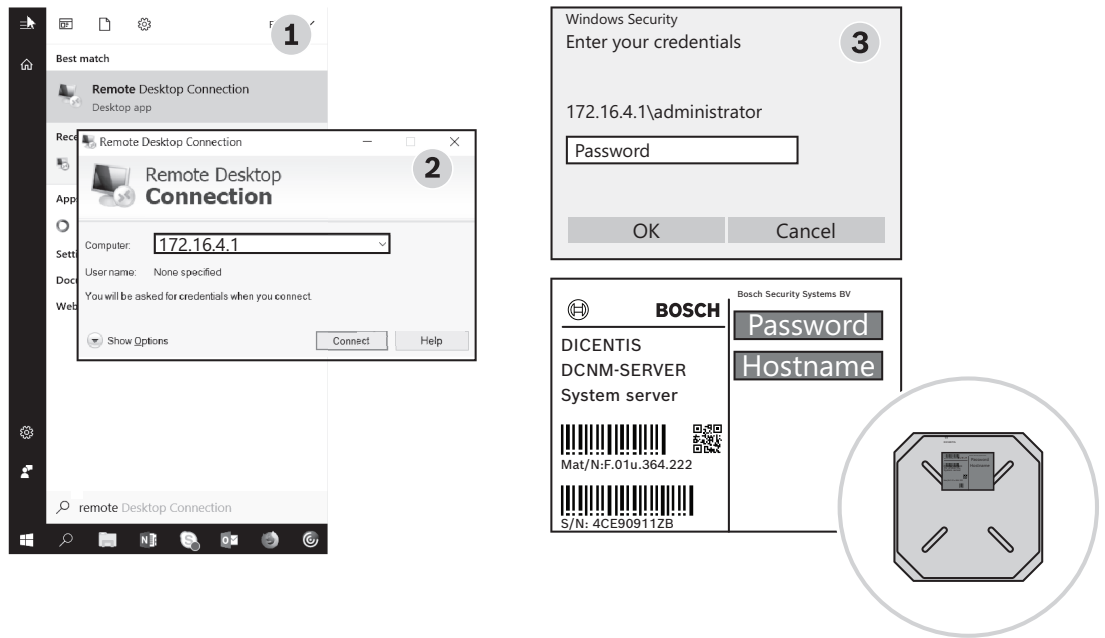 1
Best match
Remote Desktop Connection
Desktop app
Rece
App
Setti
Docu
Web
remote Desktop Connection
Remote Desktop Connection
2
Remote Desktop
Connection
Computer:
172.16.4.1
User name:
None specified
You will be asked for credentials when you connect.
Show Options
Connect
Help
Windows Security
Enter your credentials
3
172.16.4.1\administrator
Password
OK
Cancel
BOSCH
DICENTIS
DCNM-SERVER
System server
Mat/N:F.01u.364.222
S/N: 4CE90911ZB
Bosch Security Systems BV
Password
Hostname
Password
Hostname